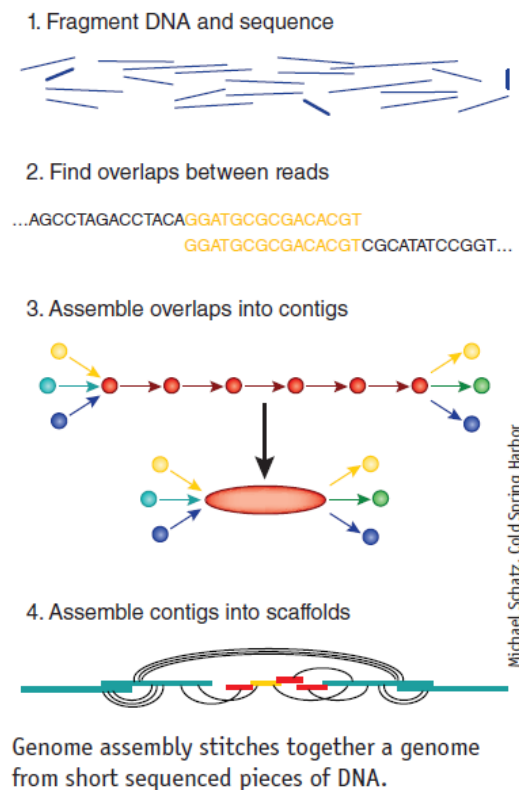 1. Fragment DNA and sequence
2. Find overlaps between reads
...AGCCTAGACCTACAGGATGCGCGACACGT
GGATGCGCGACACGTCGCATATCCGGT...
3. Assemble overlaps into contigs
Michael Schatz, Cold Spring Harbor
4. Assemble contigs into scaffolds
Genome assembly stitches together a genome
from short sequenced pieces of DNA.